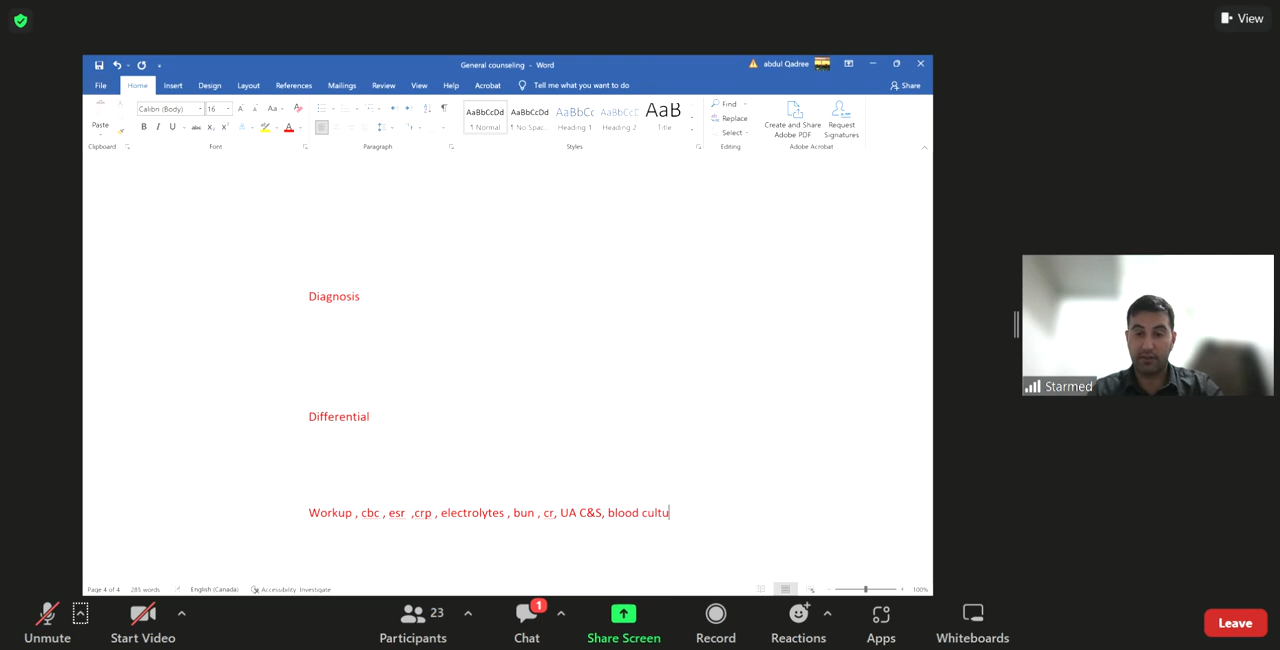 View
General counseling - Word
abdul Qadree
File Home Insert Design Layout References Mailings Review View Help Acrobat Tell me what you want to do Share
Paste
Calibri (Body) 16
Aa
AaBbCcDd AaBbCcDd AaBbCc AaBbCcC AaB
¶ Normal ¶ No Spac... Heading 1 Heading 2 Title
Find
Replace
Select
Create and Share Adobe PDF
Request Signatures
Clipboard Font Paragraph Styles Editing Adobe Acrobat
Diagnosis
Differential
Workup , cbc , esr ,crp , electrolytes , bun , cr, UA C&S, blood cultu
Page 4 of 4 285 words English (Canada) Accessibility: Investigate 100%
Starmed
Unmute Start Video Participants 23 Chat 1 Share Screen Record Reactions Apps Whiteboards Leave